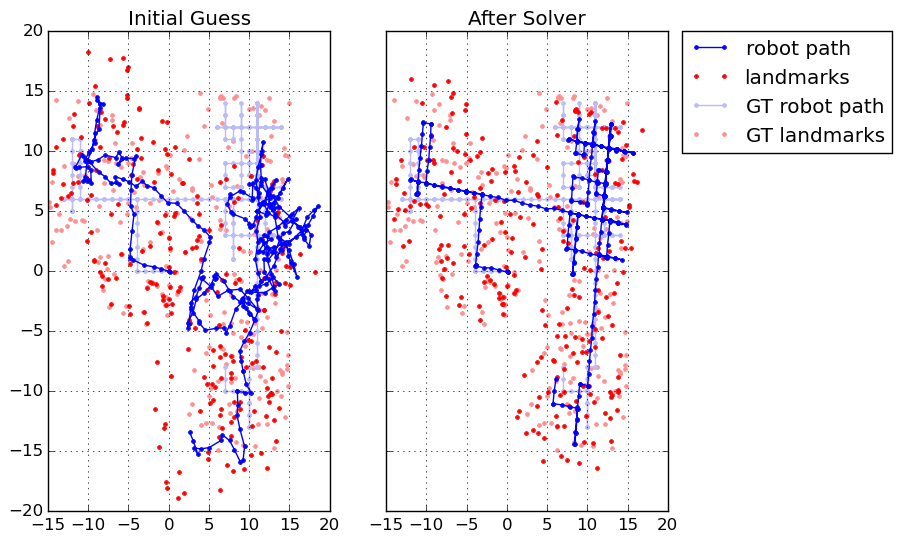 Initial Guess
After Solver
20
15
10
5
0
−5
−10
−15
−20
−15 −10 −5 0 5 10 15 20
−15 −10 −5 0 5 10 15 20
robot path
landmarks
GT robot path
GT landmarks